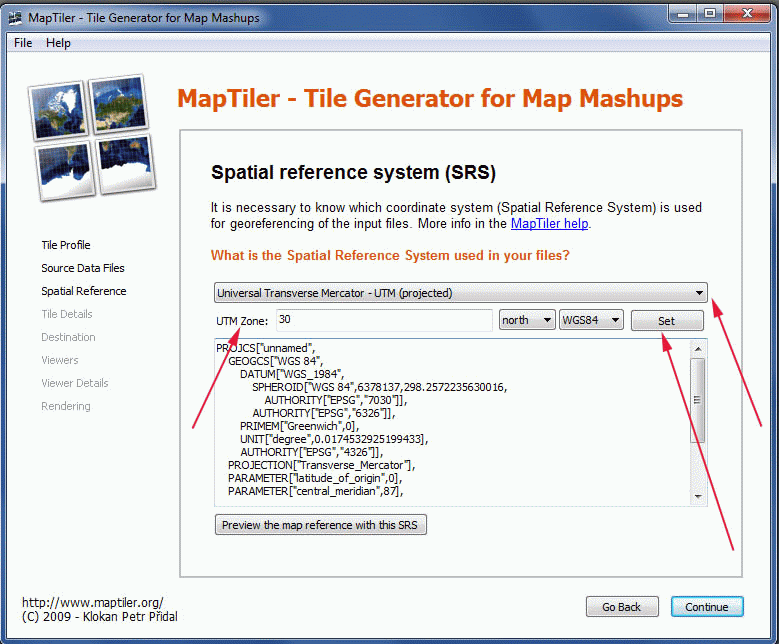 MapTiler - Tile Generator for Map Mashups
File Help
MapTiler - Tile Generator for Map Mashups
Spatial reference system (SRS)
It is necessary to know which coordinate system (Spatial Reference System) is used
for georeferencing of the input files. More info in the MapTiler help.
What is the Spatial Reference System used in your files?
Tile Profile
Source Data Files
Spatial Reference
Tile Details
Destination
Viewers
Viewer Details
Rendering
Universal Transverse Mercator - UTM (projected)
UTM Zone: 30 north WGS84 Set
PROJCS["unnamed",
GEOGCS["WGS 84",
DATUM["WGS_1984",
SPHEROID["WGS 84",6378137,298.2572235630016,
AUTHORITY["EPSG","7030"]],
AUTHORITY["EPSG","6326"]],
PRIMEM["Greenwich",0],
UNIT["degree",0.0174532925199433],
AUTHORITY["EPSG","4326"]],
PROJECTION["Transverse_Mercator"],
PARAMETER["latitude_of_origin",0],
PARAMETER["central_meridian",87],
Preview the map reference with this SRS
http://www.maptiler.org/
(C) 2009 - Klokan Petr Přidal
Go Back Continue